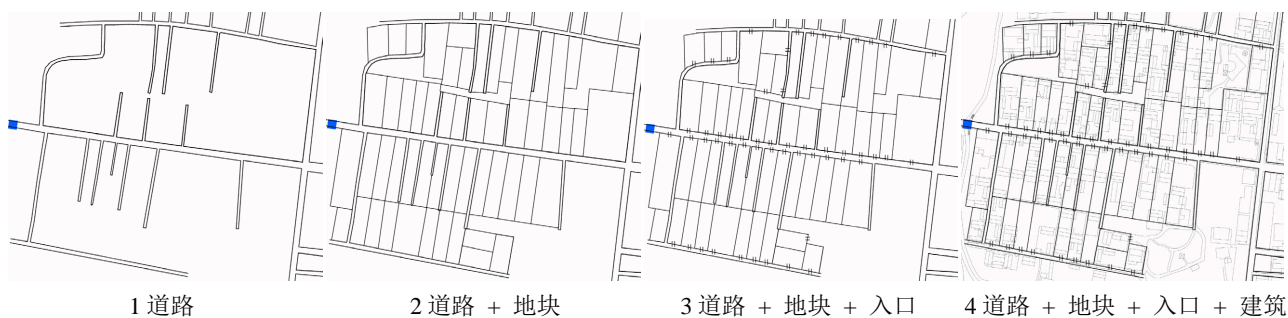 1 道路
2 道路 + 地块
3 道路 + 地块 + 入口
4 道路 + 地块 + 入口 + 建筑